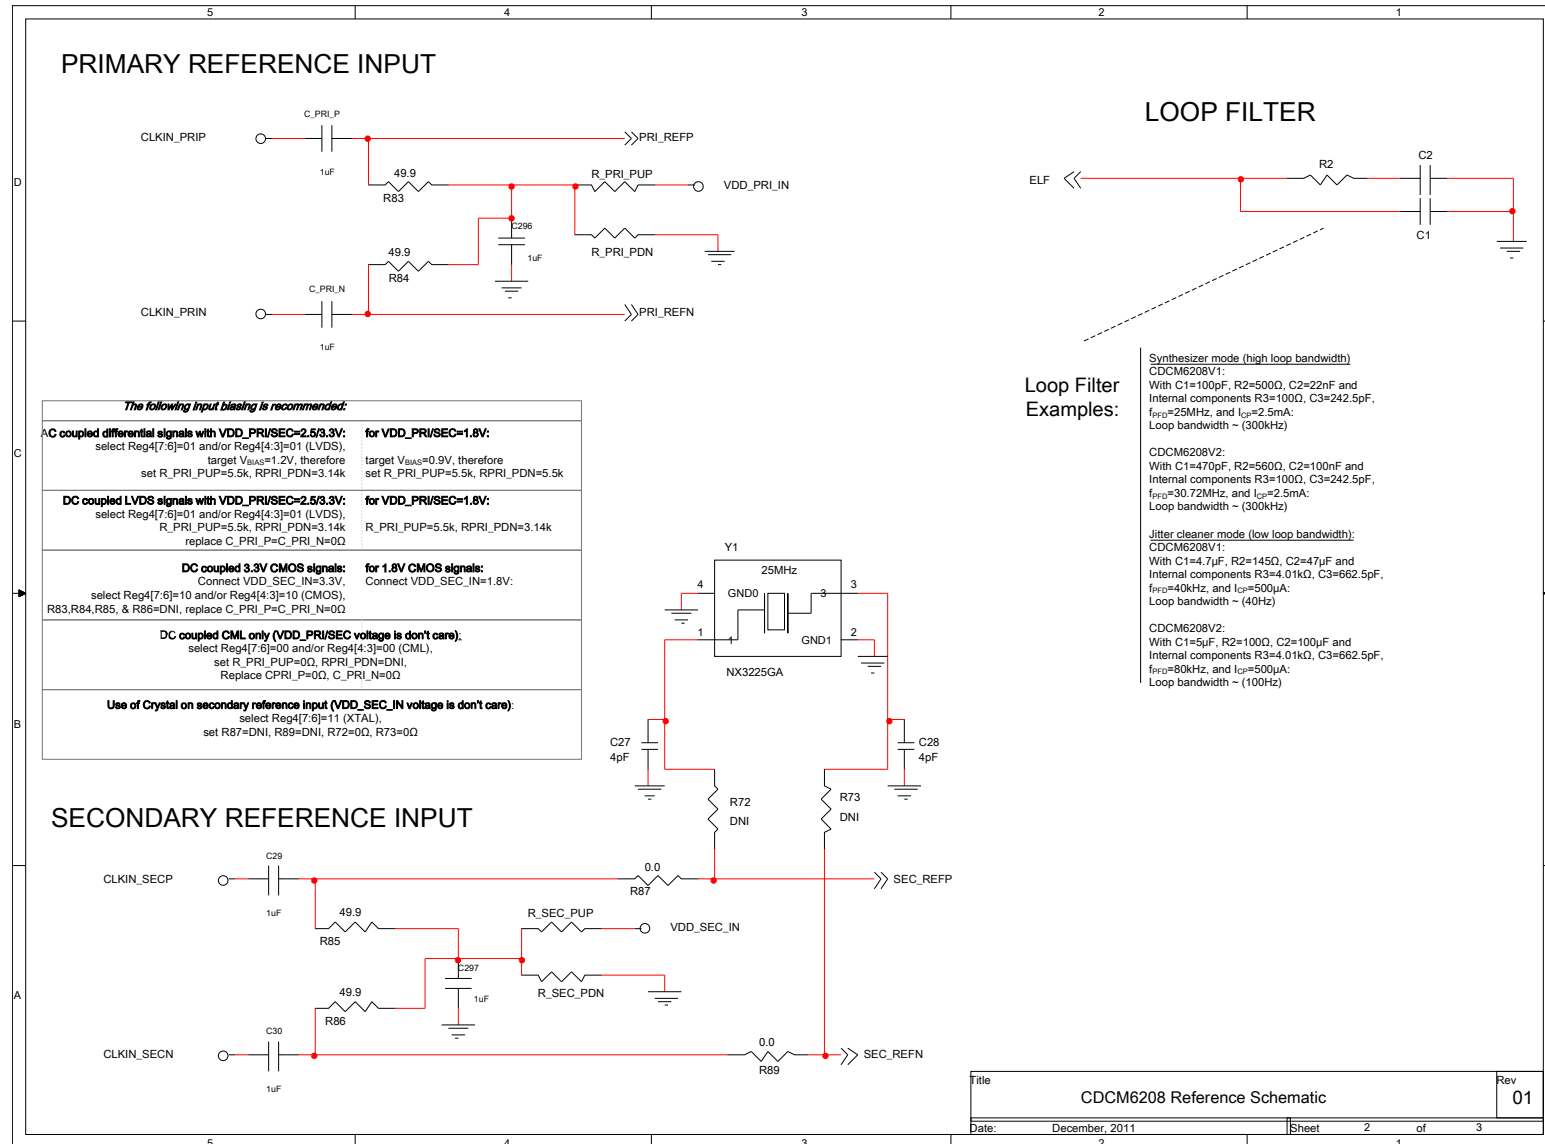 5 4 3 2 1
PRIMARY REFERENCE INPUT
C_PRI_P
CLKIN_PRIP
PRI_REFP
1uF
49.9
R83
R_PRI_PUP
VDD_PRI_IN
C296
1uF
R_PRI_PDN
49.9
R84
C_PRI_N
CLKIN_PRIN
PRI_REFN
1uF
LOOP FILTER
ELF
R2
C2
C1
D
C
B
A
Loop Filter
Examples:
Synthesizer mode (high loop bandwidth)
CDCM6208V1:
With C1=100pF, R2=500Ω, C2=22nF and
Internal components R3=100Ω, C3=242.5pF,
fPFD=25MHz, and ICP=2.5mA:
Loop bandwidth ~ (300kHz)
CDCM6208V2:
With C1=470pF, R2=560Ω, C2=100nF and
Internal components R3=100Ω, C3=242.5pF,
fPFD=30.72MHz, and ICP=2.5mA:
Loop bandwidth ~ (300kHz)
Jitter cleaner mode (low loop bandwidth):
CDCM6208V1:
With C1=4.7µF, R2=145Ω, C2=47µF and
Internal components R3=4.01kΩ, C3=662.5pF,
fPFD=40kHz, and ICP=500µA:
Loop bandwidth ~ (40Hz)
CDCM6208V2:
With C1=5µF, R2=100Ω, C2=100µF and
Internal components R3=4.01kΩ, C3=662.5pF,
fPFD=80kHz, and ICP=500µA:
Loop bandwidth ~ (100Hz)
The following input biasing is recommended:
AC coupled differential signals with VDD_PRI/SEC=2.5/3.3V: for VDD_PRI/SEC=1.8V:
select Reg4[7:6]=01 and/or Reg4[4:3]=01 (LVDS),
target VBIAS=1.2V, therefore target VBIAS=0.9V, therefore
set R_PRI_PUP=5.5k, RPRI_PDN=3.14k set R_PRI_PUP=5.5k, RPRI_PDN=5.5k
DC coupled LVDS signals with VDD_PRI/SEC=2.5/3.3V: for VDD_PRI/SEC=1.8V:
select Reg4[7:6]=01 and/or Reg4[4:3]=01 (LVDS),
R_PRI_PUP=5.5k, RPRI_PDN=3.14k R_PRI_PUP=5.5k, RPRI_PDN=3.14k
replace C_PRI_P=C_PRI_N=0Ω
DC coupled 3.3V CMOS signals: for 1.8V CMOS signals:
Connect VDD_SEC_IN=3.3V, Connect VDD_SEC_IN=1.8V:
select Reg4[7:6]=10 and/or Reg4[4:3]=10 (CMOS),
R83,R84,R85, & R86=DNI, replace C_PRI_P=C_PRI_N=0Ω
DC coupled CML only (VDD_PRI/SEC voltage is don't care):
select Reg4[7:6]=00 and/or Reg4[4:3]=00 (CML),
set R_PRI_PUP=0Ω, RPRI_PDN=DNI,
Replace CPRI_P=0Ω, C_PRI_N=0Ω
Use of Crystal on secondary reference input (VDD_SEC_IN voltage is don't care):
select Reg4[7:6]=11 (XTAL),
set R87=DNI, R89=DNI, R72=0Ω, R73=0Ω
Y1
25MHz
4
GND0
3
3
1
1
GND1
2
NX3225GA
C27
4pF
C28
4pF
R72
DNI
R73
DNI
SECONDARY REFERENCE INPUT
C29
CLKIN_SECP
1uF
0.0
R87
SEC_REFP
49.9
R85
R_SEC_PUP
VDD_SEC_IN
C297
1uF
R_SEC_PDN
49.9
R86
C30
CLKIN_SECN
1uF
0.0
R89
SEC_REFN
Title
CDCM6208 Reference Schematic
Rev
01
Date: December, 2011
Sheet 2 of 3
5 4 3 2 1